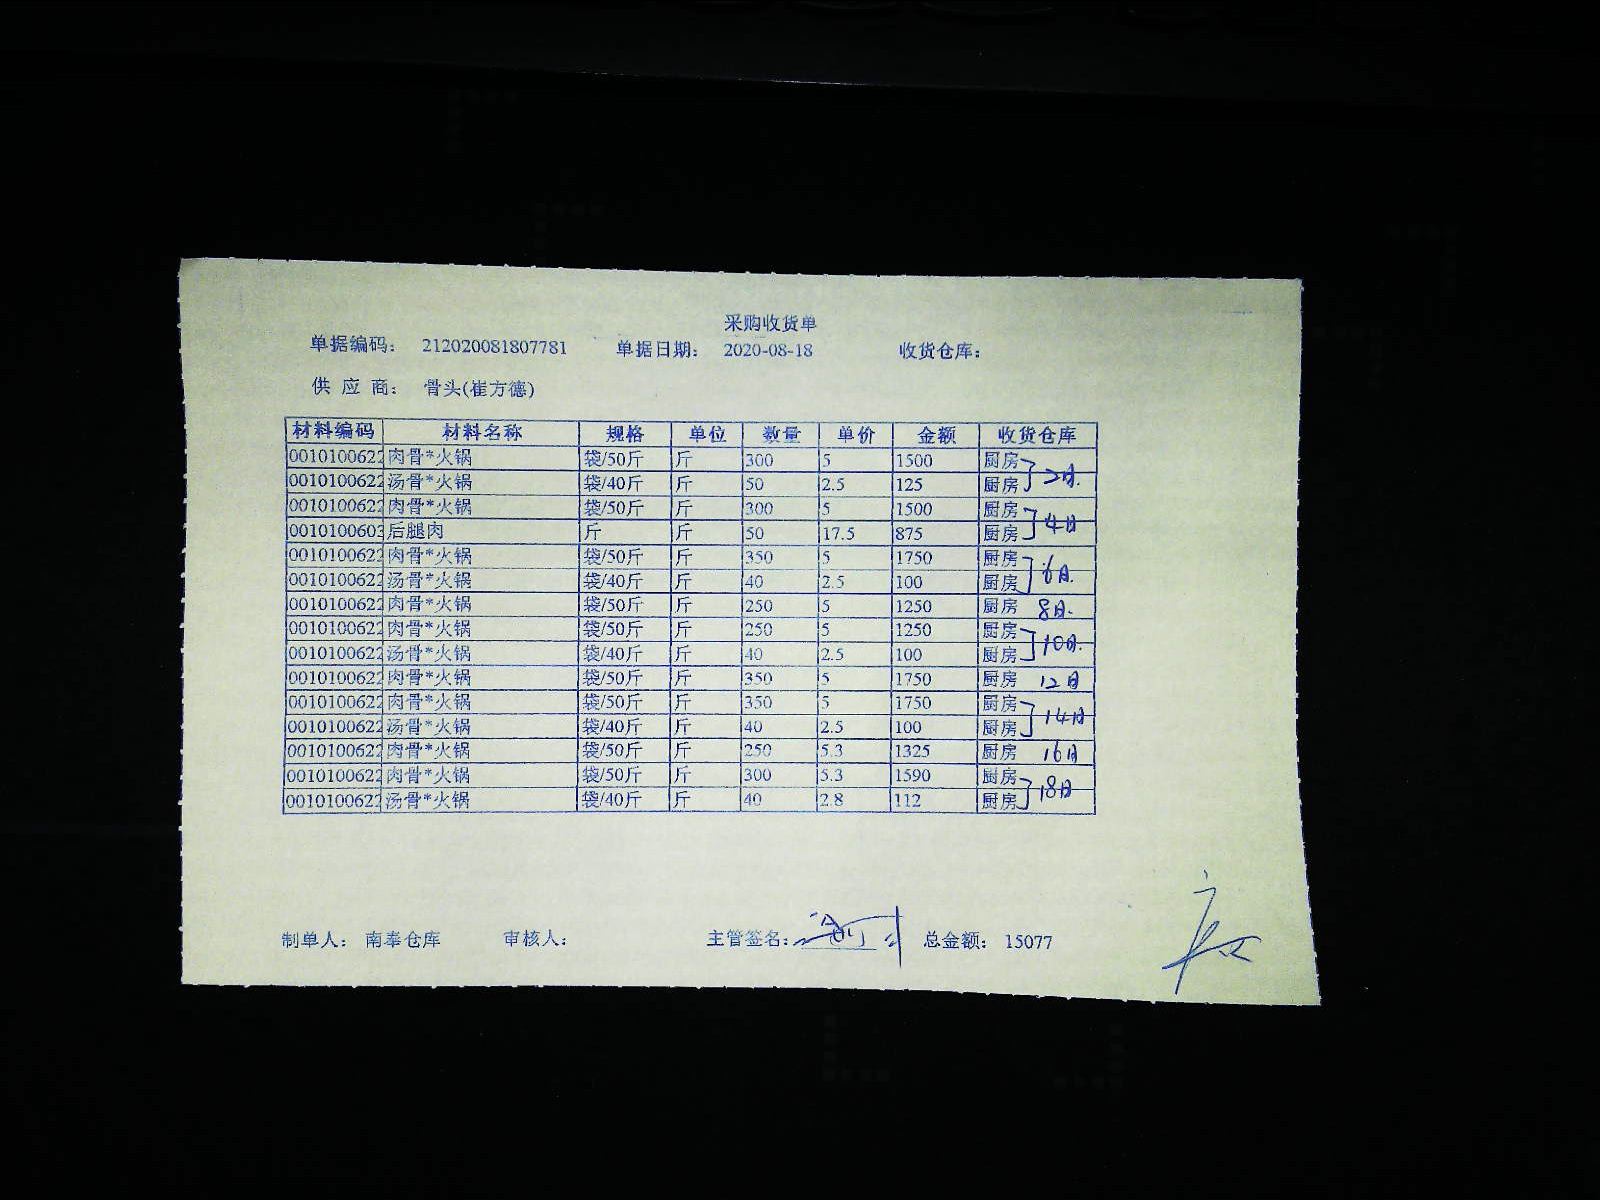 采购收货单
单据编码： 212020081807781 单据日期： 2020-08-18 收货仓库：
供 应 商： 骨头(崔方德)
材料编码 材料名称 规格 单位 数量 单价 金额 收货仓库
0010100622 肉骨*火锅 袋/50斤 斤 300 5 1500 厨房
0010100622 汤骨*火锅 袋/40斤 斤 50 2.5 125 厨房 2日.
0010100622 肉骨*火锅 袋/50斤 斤 300 5 1500 厨房
0010100603 后腿肉 斤 斤 50 17.5 875 厨房 4日
0010100622 肉骨*火锅 袋/50斤 斤 350 5 1750 厨房
0010100622 汤骨*火锅 袋/40斤 斤 40 2.5 100 厨房 6日.
0010100622 肉骨*火锅 袋/50斤 斤 250 5 1250 厨房 8日.
0010100622 肉骨*火锅 袋/50斤 斤 250 5 1250 厨房
0010100622 汤骨*火锅 袋/40斤 斤 40 2.5 100 厨房 10日.
0010100622 肉骨*火锅 袋/50斤 斤 350 5 1750 厨房 12日
0010100622 肉骨*火锅 袋/50斤 斤 350 5 1750 厨房
0010100622 汤骨*火锅 袋/40斤 斤 40 2.5 100 厨房 14日
0010100622 肉骨*火锅 袋/50斤 斤 250 5.3 1325 厨房 16日
0010100622 肉骨*火锅 袋/50斤 斤 300 5.3 1590 厨房
0010100622 汤骨*火锅 袋/40斤 斤 40 2.8 112 厨房 18日
制单人： 南奉仓库 审核人： 主管签名： 总金额： 15077